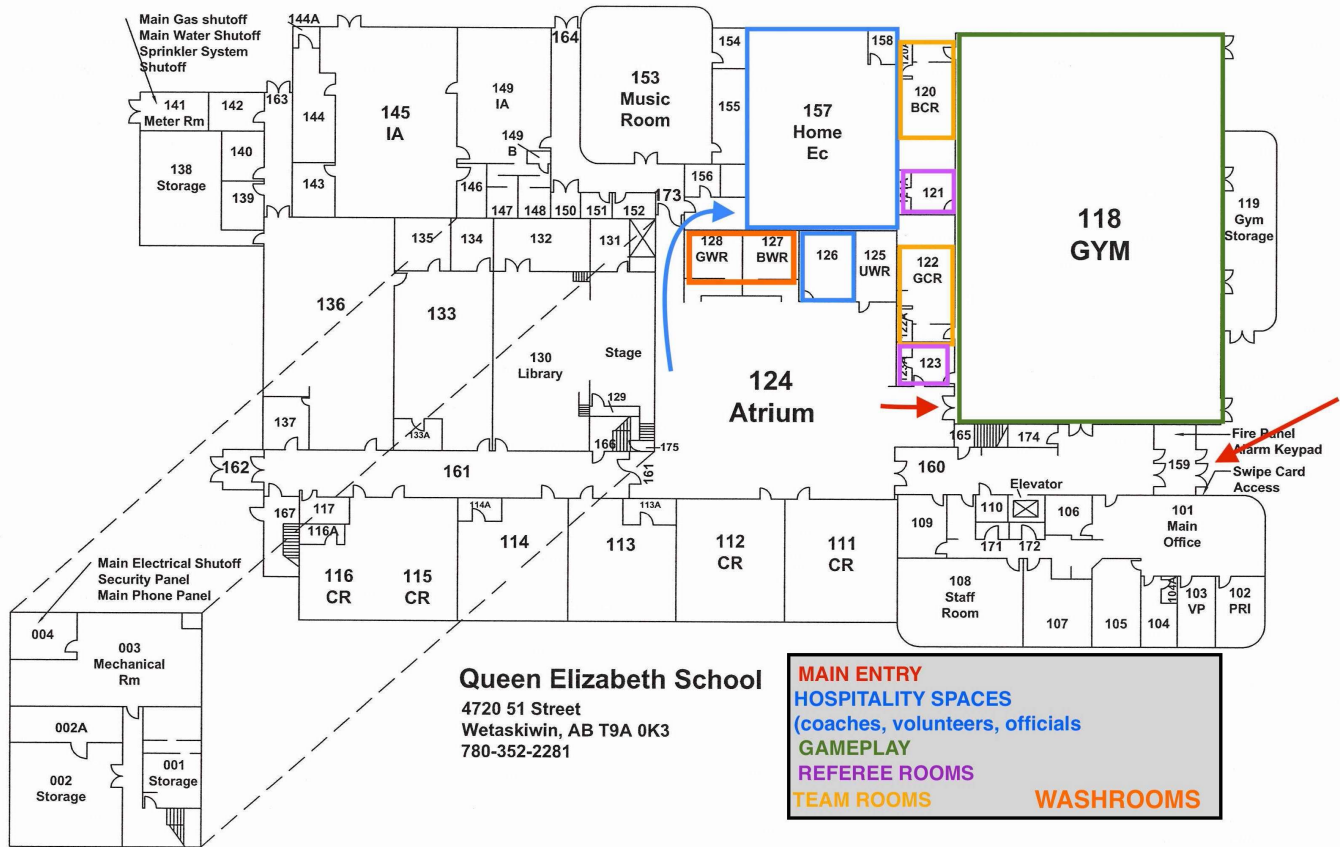 Main Gas shutoff
Main Water Shutoff
Sprinkler System
Shutoff
144A
164
154
158
120A
120
BCR
153
Music
Room
157
Home
Ec
149
IA
145
IA
163
141
Meter Rm
142
144
155
149
B
140
138
Storage
139
143
146
147
148
150
151
152
156
173
121
121A
118
GYM
119
Gym
Storage
135
134
132
131
128
GWR
127
BWR
126
125
UWR
122
GCR
122A
136
133
130
Library
Stage
124
Atrium
123
123A
129
137
133A
166
175
165
174
Fire Panel
Alarm Keypad
159
Swipe Card
Access
162
161
161
160
Elevator
167
117
116A
114A
113A
114
113
112
CR
111
CR
109
110
106
101
Main
Office
171
172
116
CR
115
CR
108
Staff
Room
107
105
104A
104
103
VP
102
PRI
Main Electrical Shutoff
Security Panel
Main Phone Panel
004
003
Mechanical
Rm
002A
002
Storage
001
Storage
Queen Elizabeth School
4720 51 Street
Wetaskiwin, AB T9A 0K3
780-352-2281
MAIN ENTRY
HOSPITALITY SPACES
(coaches, volunteers, officials
GAMEPLAY
REFEREE ROOMS
TEAM ROOMS
WASHROOMS